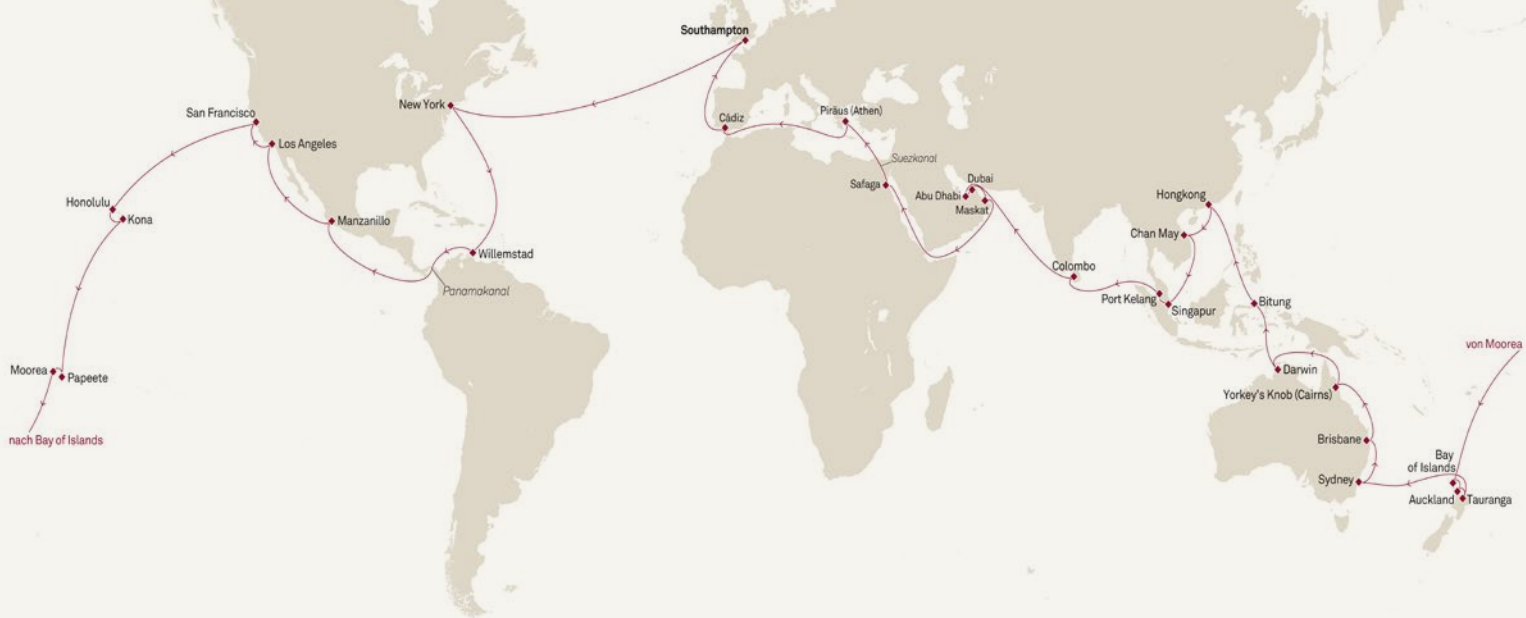 Southampton
New York
San Francisco
Cádiz
Piräus (Athen)
Los Angeles
Suezkanal
Safaga
Dubai
Abu Dhabi
Maskat
Hongkong
Honolulu
Kona
Manzanillo
Chan May
Willemstad
Panamakanal
Colombo
Port Kelang
Singapur
Bitung
von Moorea
Moorea
Papeete
Darwin
Yorkey's Knob (Cairns)
nach Bay of Islands
Brisbane
Bay
of Islands
Sydney
Auckland
Tauranga